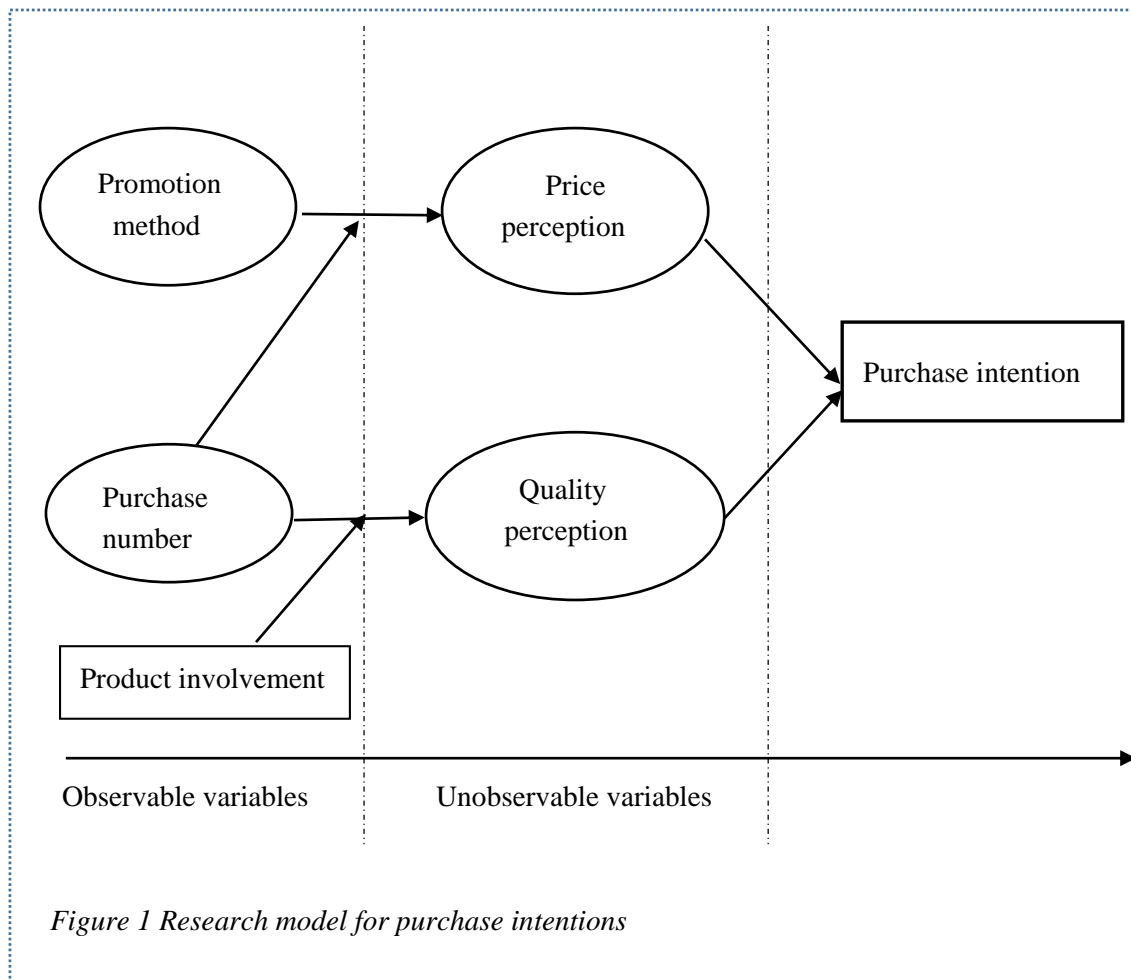 Promotion
method
Price
perception
Purchase intention
Purchase
number
Quality
perception
Product involvement
Observable variables
Unobservable variables
Figure 1 Research model for purchase intentions